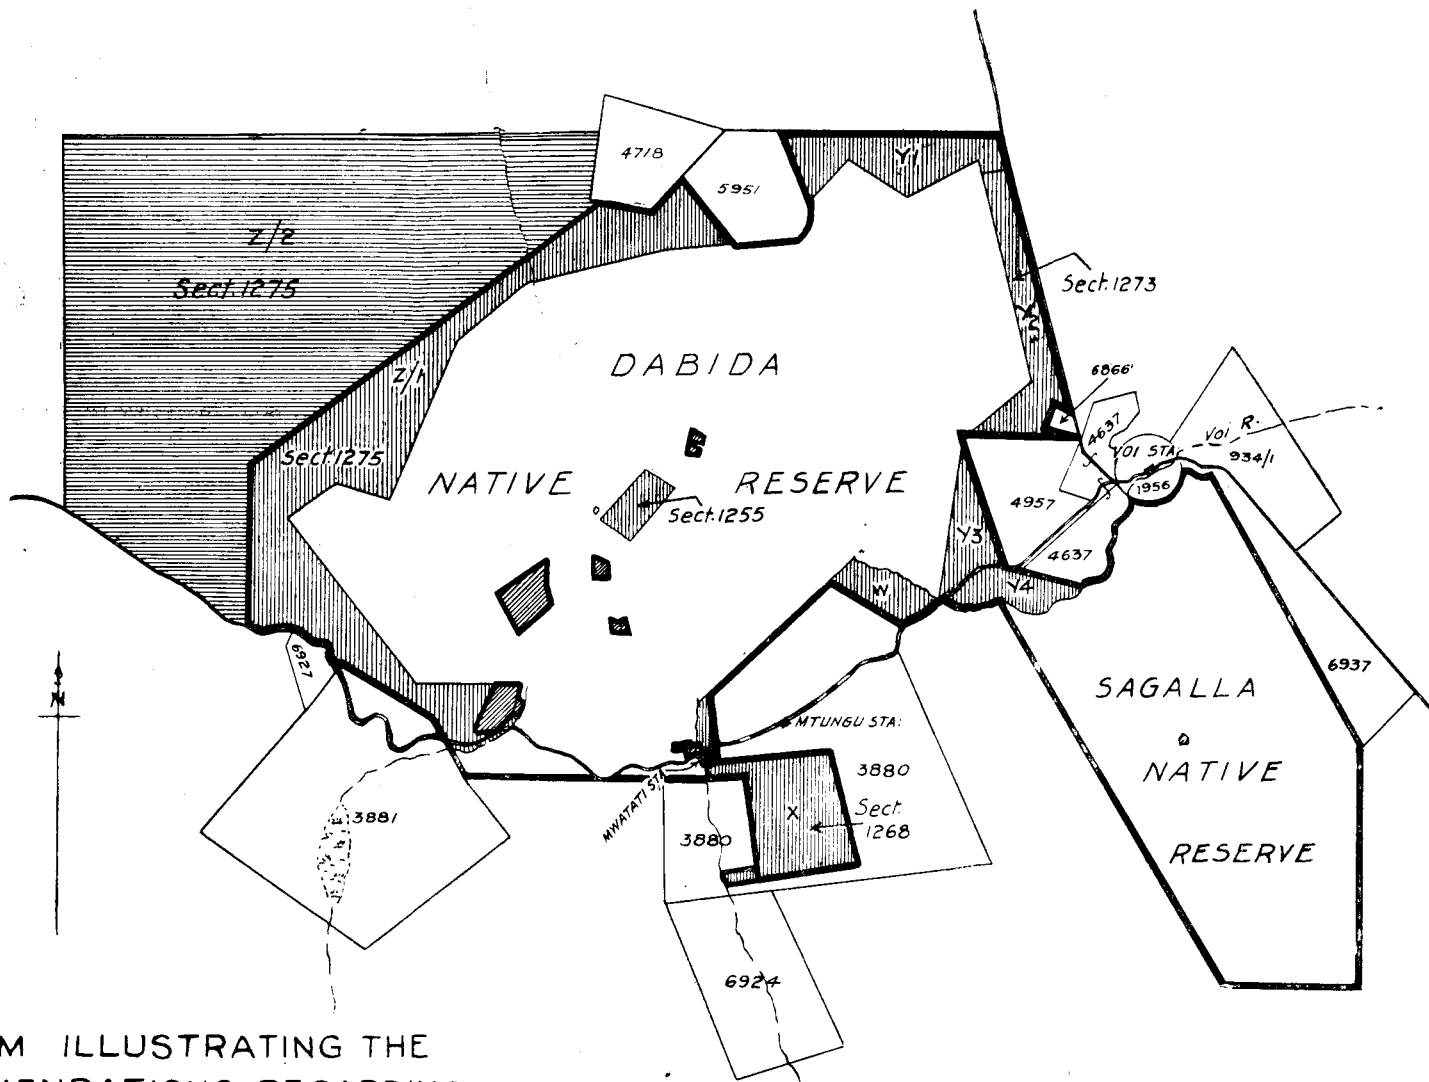 4718
5951
Y1
Z/2
Sect. 1275
Sect. 1273
DABIDA
Z/1
6866
4637
VOI R.
VOI STA:
934/1
Sect. 1275
NATIVE RESERVE
1956
4957
Sect. 1255
Y3
4637
W
Y4
6927
6937
SAGALLA
MTUNGU STA:
NATIVE
3880
MWATATI ST.
3881
X
Sect.
1268
3880
RESERVE
6924
N
M ILLUSTRATING THE